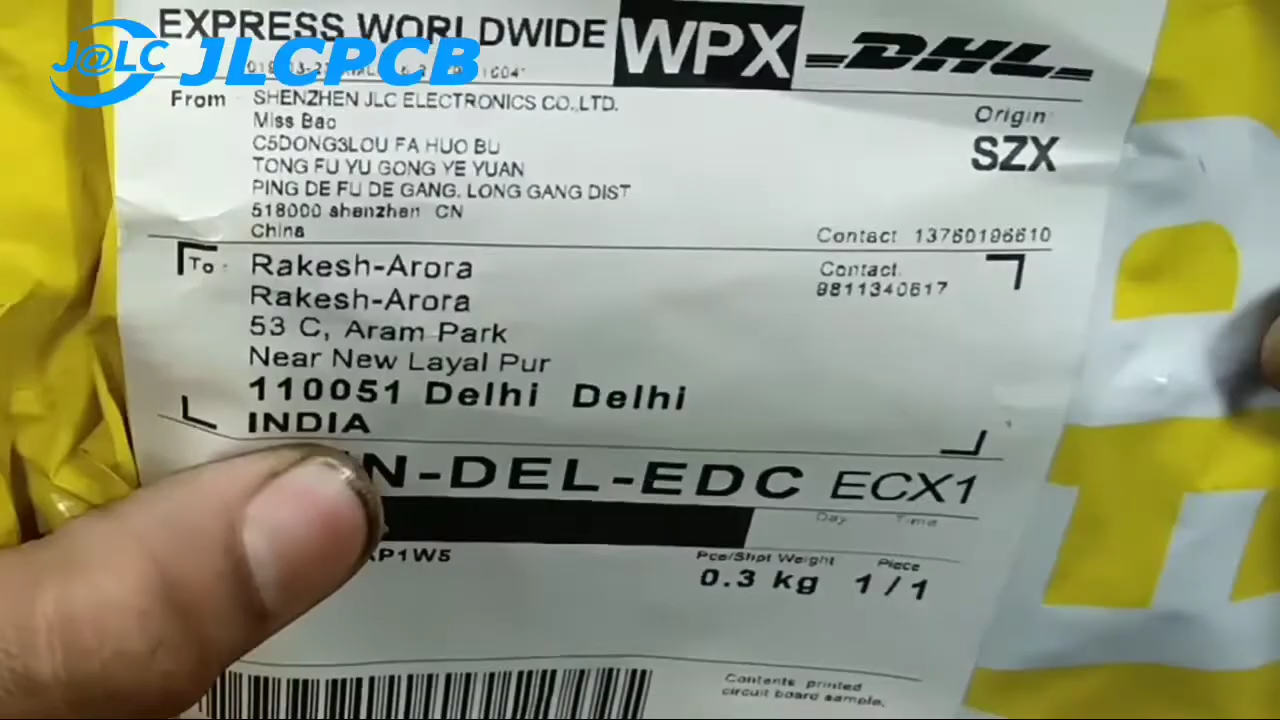 J@LC JLCPCB
EXPRESS WORLDWIDE WPX DHL
From SHENZHEN JLC ELECTRONICS CO.,LTD.
Miss Bao
C5DONG3LOU FA HUO BU
TONG FU YU GONG YE YUAN
PING DE FU DE GANG, LONG GANG DIST
518000 shenzhen CN
China
Origin:
SZX
Contact 13760196610
To : Rakesh-Arora
Rakesh-Arora
53 C, Aram Park
Near New Layal Pur
110051 Delhi Delhi
INDIA
Contact:
9811340617
N-DEL-EDC ECX1
Day Time
P1W5
Pce/Shpt Weight Piece
0.3 kg 1/1
Contents printed
circuit board sample,